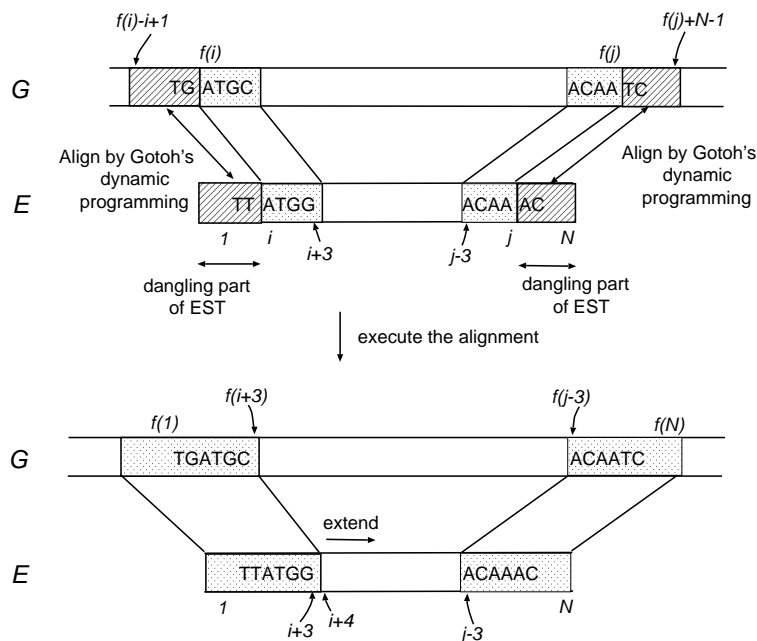 f(i)-i+1
f(i)
f(j)
f(j)+N-1
G
TG ATGC
ACAA TC
Align by Gotoh's
dynamic
programming
Align by Gotoh's
dynamic
programming
E
TT ATGG
ACAA AC
1
i
i+3
j-3
j
N
dangling part
of EST
dangling part
of EST
execute the alignment
f(1)
f(i+3)
f(j-3)
f(N)
G
TGATGC
ACAATC
extend
E
TTATGG
ACAAAC
1
i+3
i+4
j-3
N